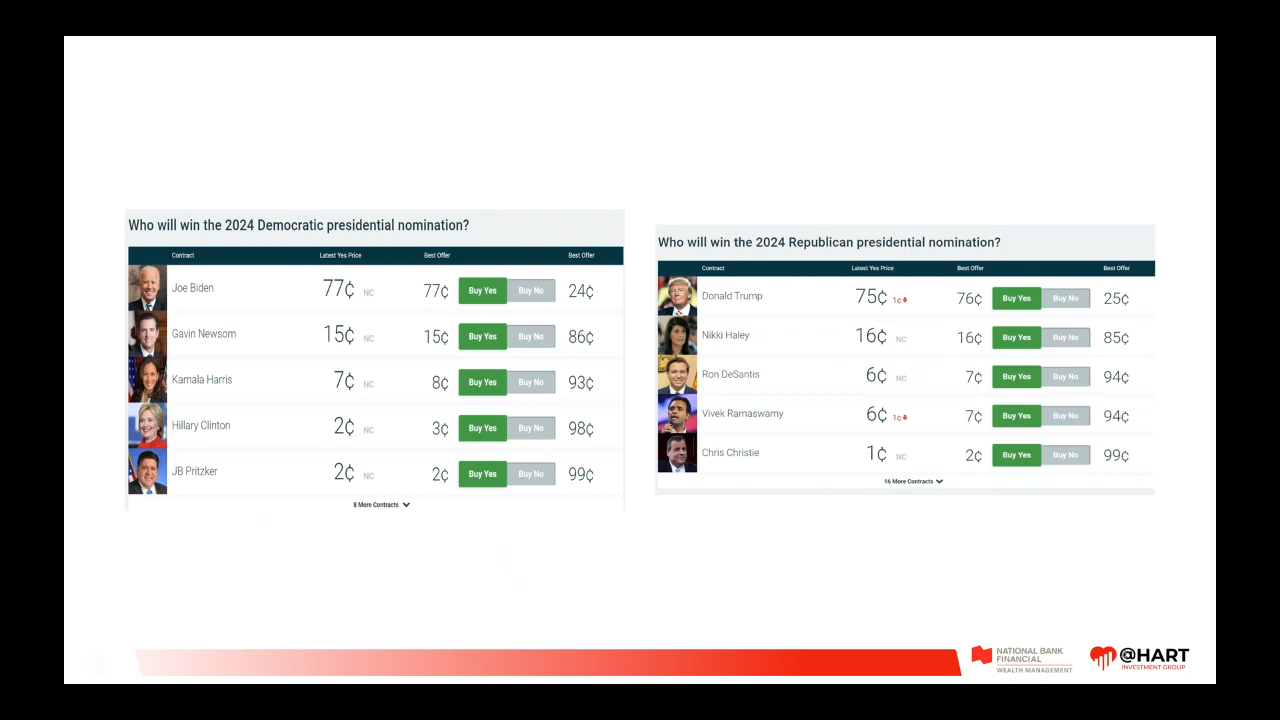 Who will win the 2024 Democratic presidential nomination?
Contract Latest Yes Price Best Offer Best Offer
Joe Biden 77¢ NC 77¢ Buy Yes Buy No 24¢
Gavin Newsom 15¢ NC 15¢ Buy Yes Buy No 86¢
Kamala Harris 7¢ NC 8¢ Buy Yes Buy No 93¢
Hillary Clinton 2¢ NC 3¢ Buy Yes Buy No 98¢
JB Pritzker 2¢ NC 2¢ Buy Yes Buy No 99¢
8 More Contracts
Who will win the 2024 Republican presidential nomination?
Contract Latest Yes Price Best Offer Best Offer
Donald Trump 75¢ 1¢ 76¢ Buy Yes Buy No 25¢
Nikki Haley 16¢ NC 16¢ Buy Yes Buy No 85¢
Ron DeSantis 6¢ NC 7¢ Buy Yes Buy No 94¢
Vivek Ramaswamy 6¢ 1¢ 7¢ Buy Yes Buy No 94¢
Chris Christie 1¢ NC 2¢ Buy Yes Buy No 99¢
16 More Contracts
NATIONAL BANK
FINANCIAL
WEALTH MANAGEMENT
@HART
INVESTMENT GROUP